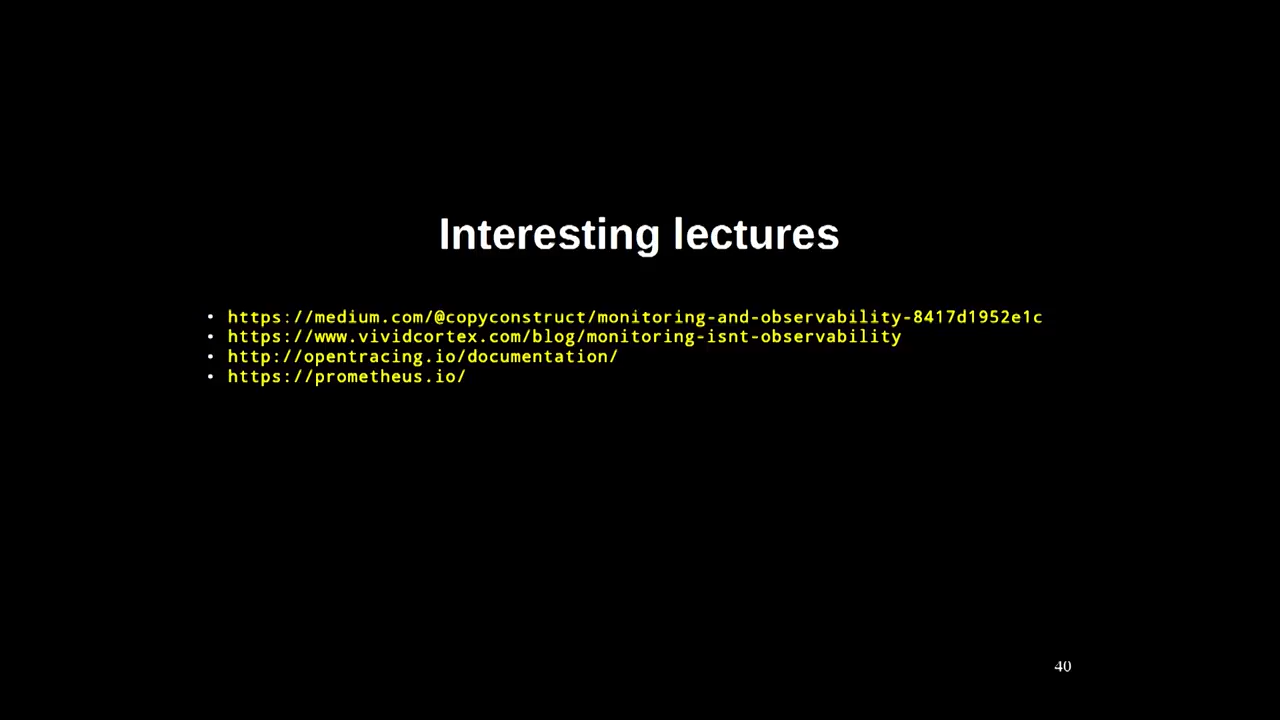 Interesting lectures
• https://medium.com/@copyconstruct/monitoring-and-observability-8417d1952e1c
• https://www.vividcortex.com/blog/monitoring-isnt-observability
• http://opentracing.io/documentation/
• https://prometheus.io/
40